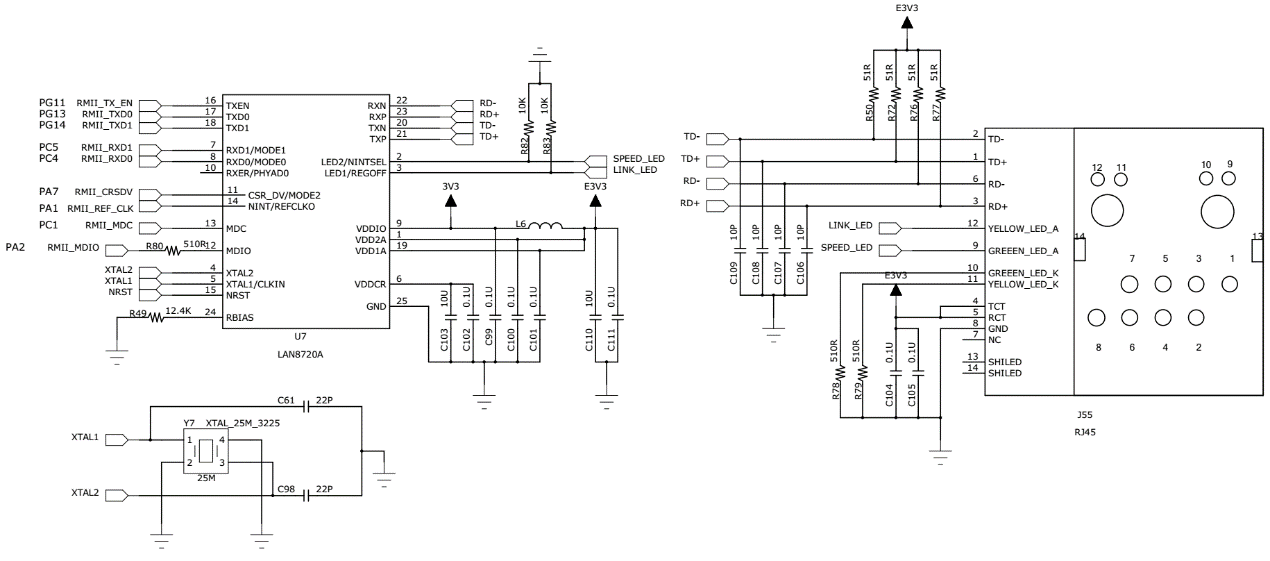 E3V3
51R
51R
51R
51R
R50
R72
R76
R77
PG11 RMII_TX_EN 16 TXEN
PG13 RMII_TXD0 17 TXD0
PG14 RMII_TXD1 18 TXD1
PC5 RMII_RXD1 7 RXD1/MODE1
PC4 RMII_RXD0 8 RXD0/MODE0
10 RXER/PHYAD0
PA7 RMII_CRSDV 11 CSR_DV/MODE2
PA1 RMII_REF_CLK 14 NINT/REFCLKO
PC1 RMII_MDC 13 MDC
PA2 RMII_MDIO R80 510R 12 MDIO
XTAL2 4 XTAL2
XTAL1 5 XTAL1/CLKIN
NRST 15 NRST
R49 12.4K 24 RBIAS
RXN 22 RD-
RXP 23 RD+
TXN 20 TD-
TXP 21 TD+
10K
10K
R82
R83
LED2/NINTSEL 2 SPEED_LED
LED1/REGOFF 3 LINK_LED
3V3
E3V3
VDDIO 9 L6
VDD2A 1
VDD1A 19
VDDCR 6
GND 25
U7
LAN8720A
10U
0.1U
0.1U
0.1U
0.1U
10U
0.1U
C103
C102
C99
C100
C101
C110
C111
TD- 2 TD-
TD+ 1 TD+
RD- 6 RD-
RD+ 3 RD+
10P
10P
10P
10P
C109
C108
C107
C106
LINK_LED 12 YELLOW_LED_A
SPEED_LED 9 GREEEN_LED_A
10 GREEEN_LED_K
11 YELLOW_LED_K
E3V3
4 TCT
5 RCT
8 GND
7 NC
13 SHILED
14 SHILED
510R
510R
0.1U
0.1U
R78
R79
C104
C105
12 11 10 9
14 13
7 5 3 1
8 6 4 2
J55
RJ45
C61 22P
Y7 XTAL_25M_3225
XTAL1 1 4
2 3
25M
XTAL2 C98 22P